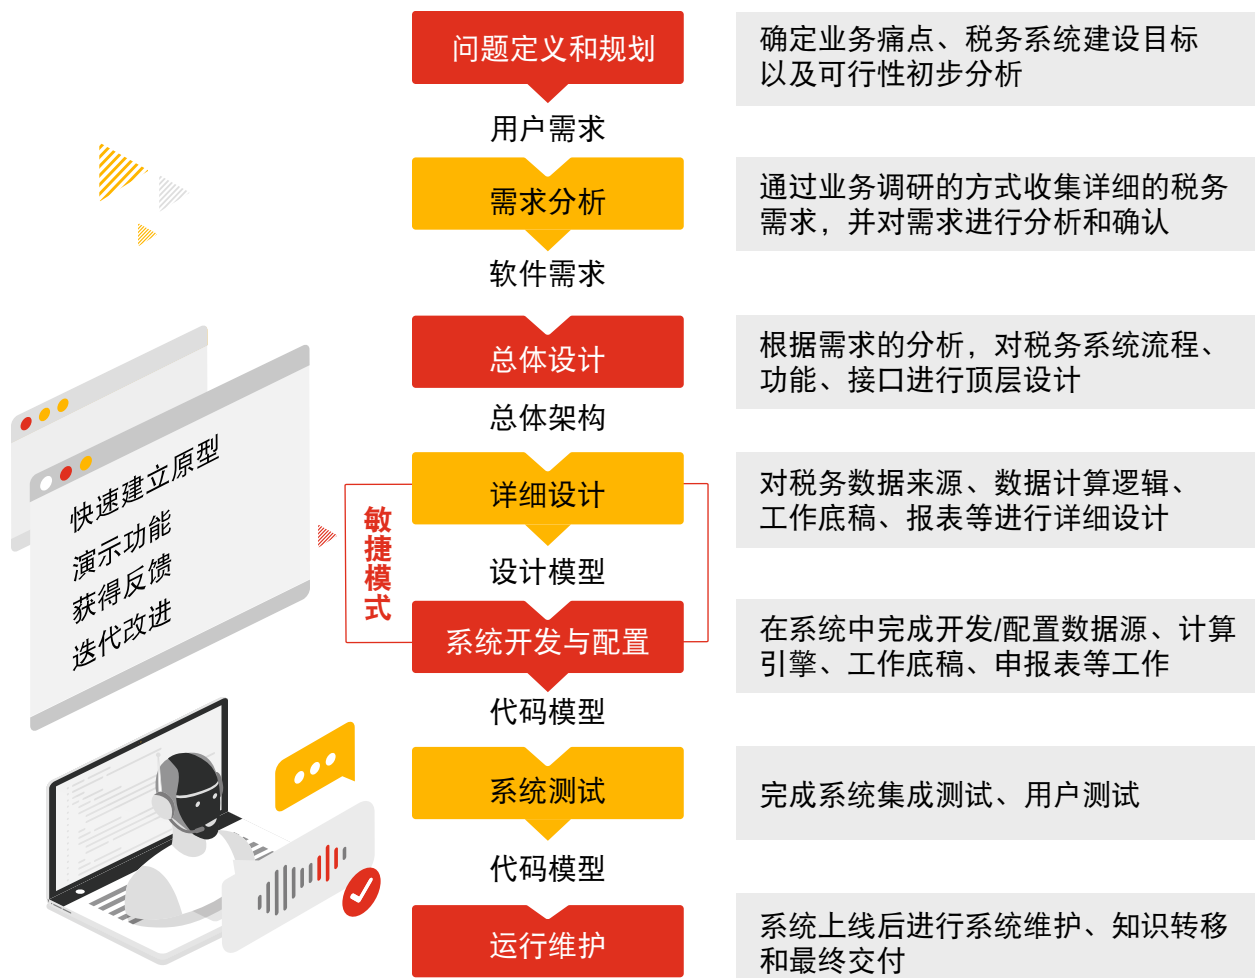 问题定义和规划
确定业务痛点、税务系统建设目标
以及可行性初步分析
用户需求
需求分析
通过业务调研的方式收集详细的税务
需求，并对需求进行分析和确认
软件需求
总体设计
根据需求的分析，对税务系统流程、
功能、接口进行顶层设计
总体架构
快速建立原型
演示功能
获得反馈
迭代改进
敏捷模式
详细设计
对税务数据来源、数据计算逻辑、
工作底稿、报表等进行详细设计
设计模型
系统开发与配置
在系统中完成开发/配置数据源、计算
引擎、工作底稿、申报表等工作
代码模型
系统测试
完成系统集成测试、用户测试
代码模型
运行维护
系统上线后进行系统维护、知识转移
和最终交付